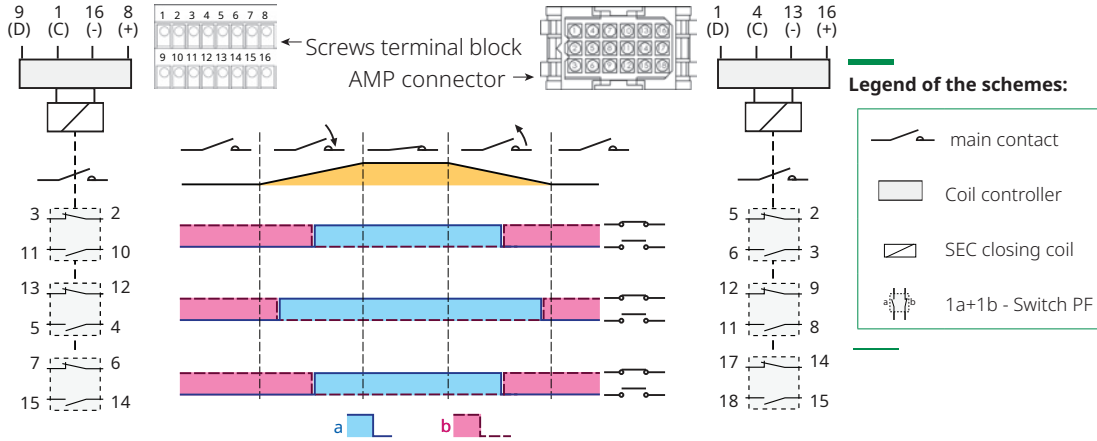 9 1 16 8
(D) (C) (-) (+)
1 2 3 4 5 6 7 8
9 10 11 12 13 14 15 16
Screws terminal block
AMP connector
1 4 13 16
(D) (C) (-) (+)
Legend of the schemes:
main contact
Coil controller
SEC closing coil
a b 1a+1b - Switch PF
3 2
11 10
13 12
5 4
7 6
15 14
5 2
6 3
12 9
11 8
17 14
18 15
a b